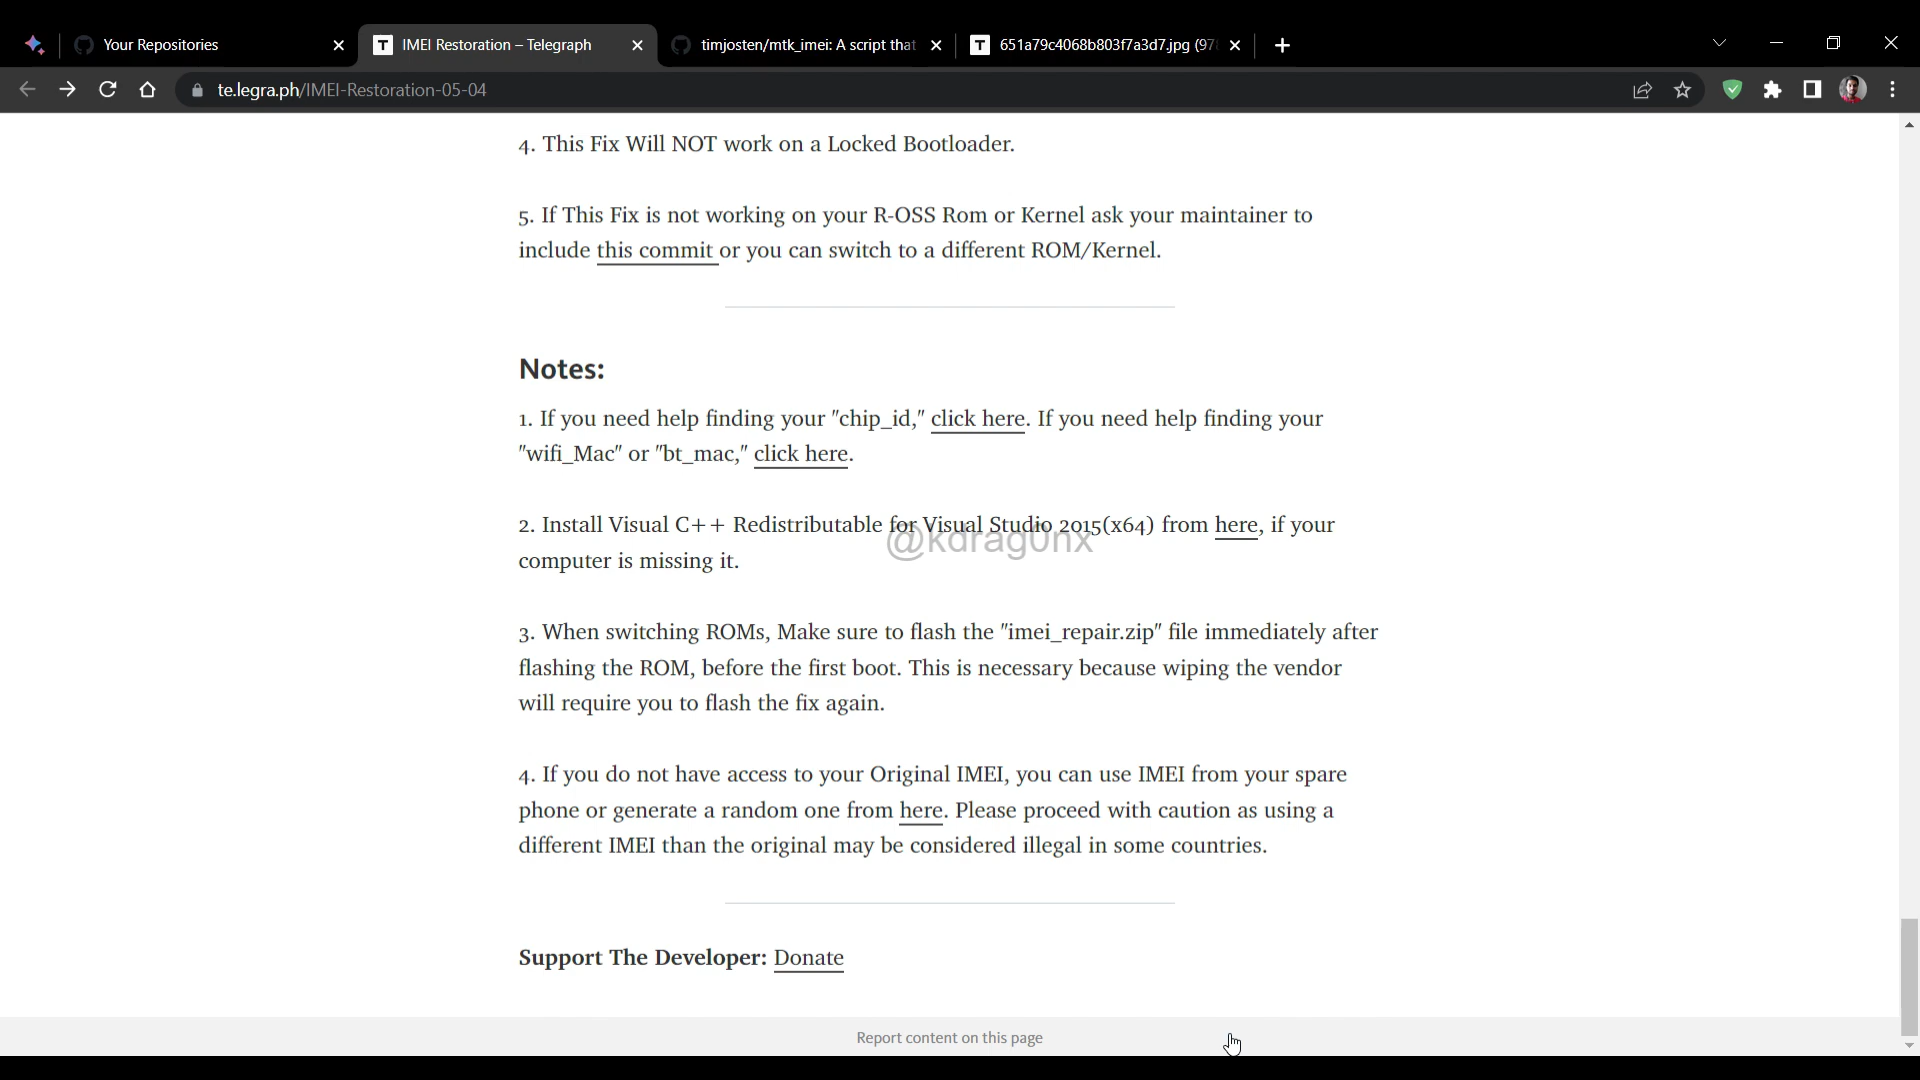 Your Repositories
IMEI Restoration – Telegraph
timjosten/mtk_imei: A script that
651a79c4068b803f7a3d7.jpg (97
te.legra.ph/IMEI-Restoration-05-04
4. This Fix Will NOT work on a Locked Bootloader.
5. If This Fix is not working on your R-OSS Rom or Kernel ask your maintainer to
include this commit or you can switch to a different ROM/Kernel.
Notes:
1. If you need help finding your "chip_id," click here. If you need help finding your
"wifi_Mac" or "bt_mac," click here.
2. Install Visual C++ Redistributable for Visual Studio 2015(x64) from here, if your
@kdrag0nx
computer is missing it.
3. When switching ROMs, Make sure to flash the "imei_repair.zip" file immediately after
flashing the ROM, before the first boot. This is necessary because wiping the vendor
will require you to flash the fix again.
4. If you do not have access to your Original IMEI, you can use IMEI from your spare
phone or generate a random one from here. Please proceed with caution as using a
different IMEI than the original may be considered illegal in some countries.
Support The Developer: Donate
Report content on this page